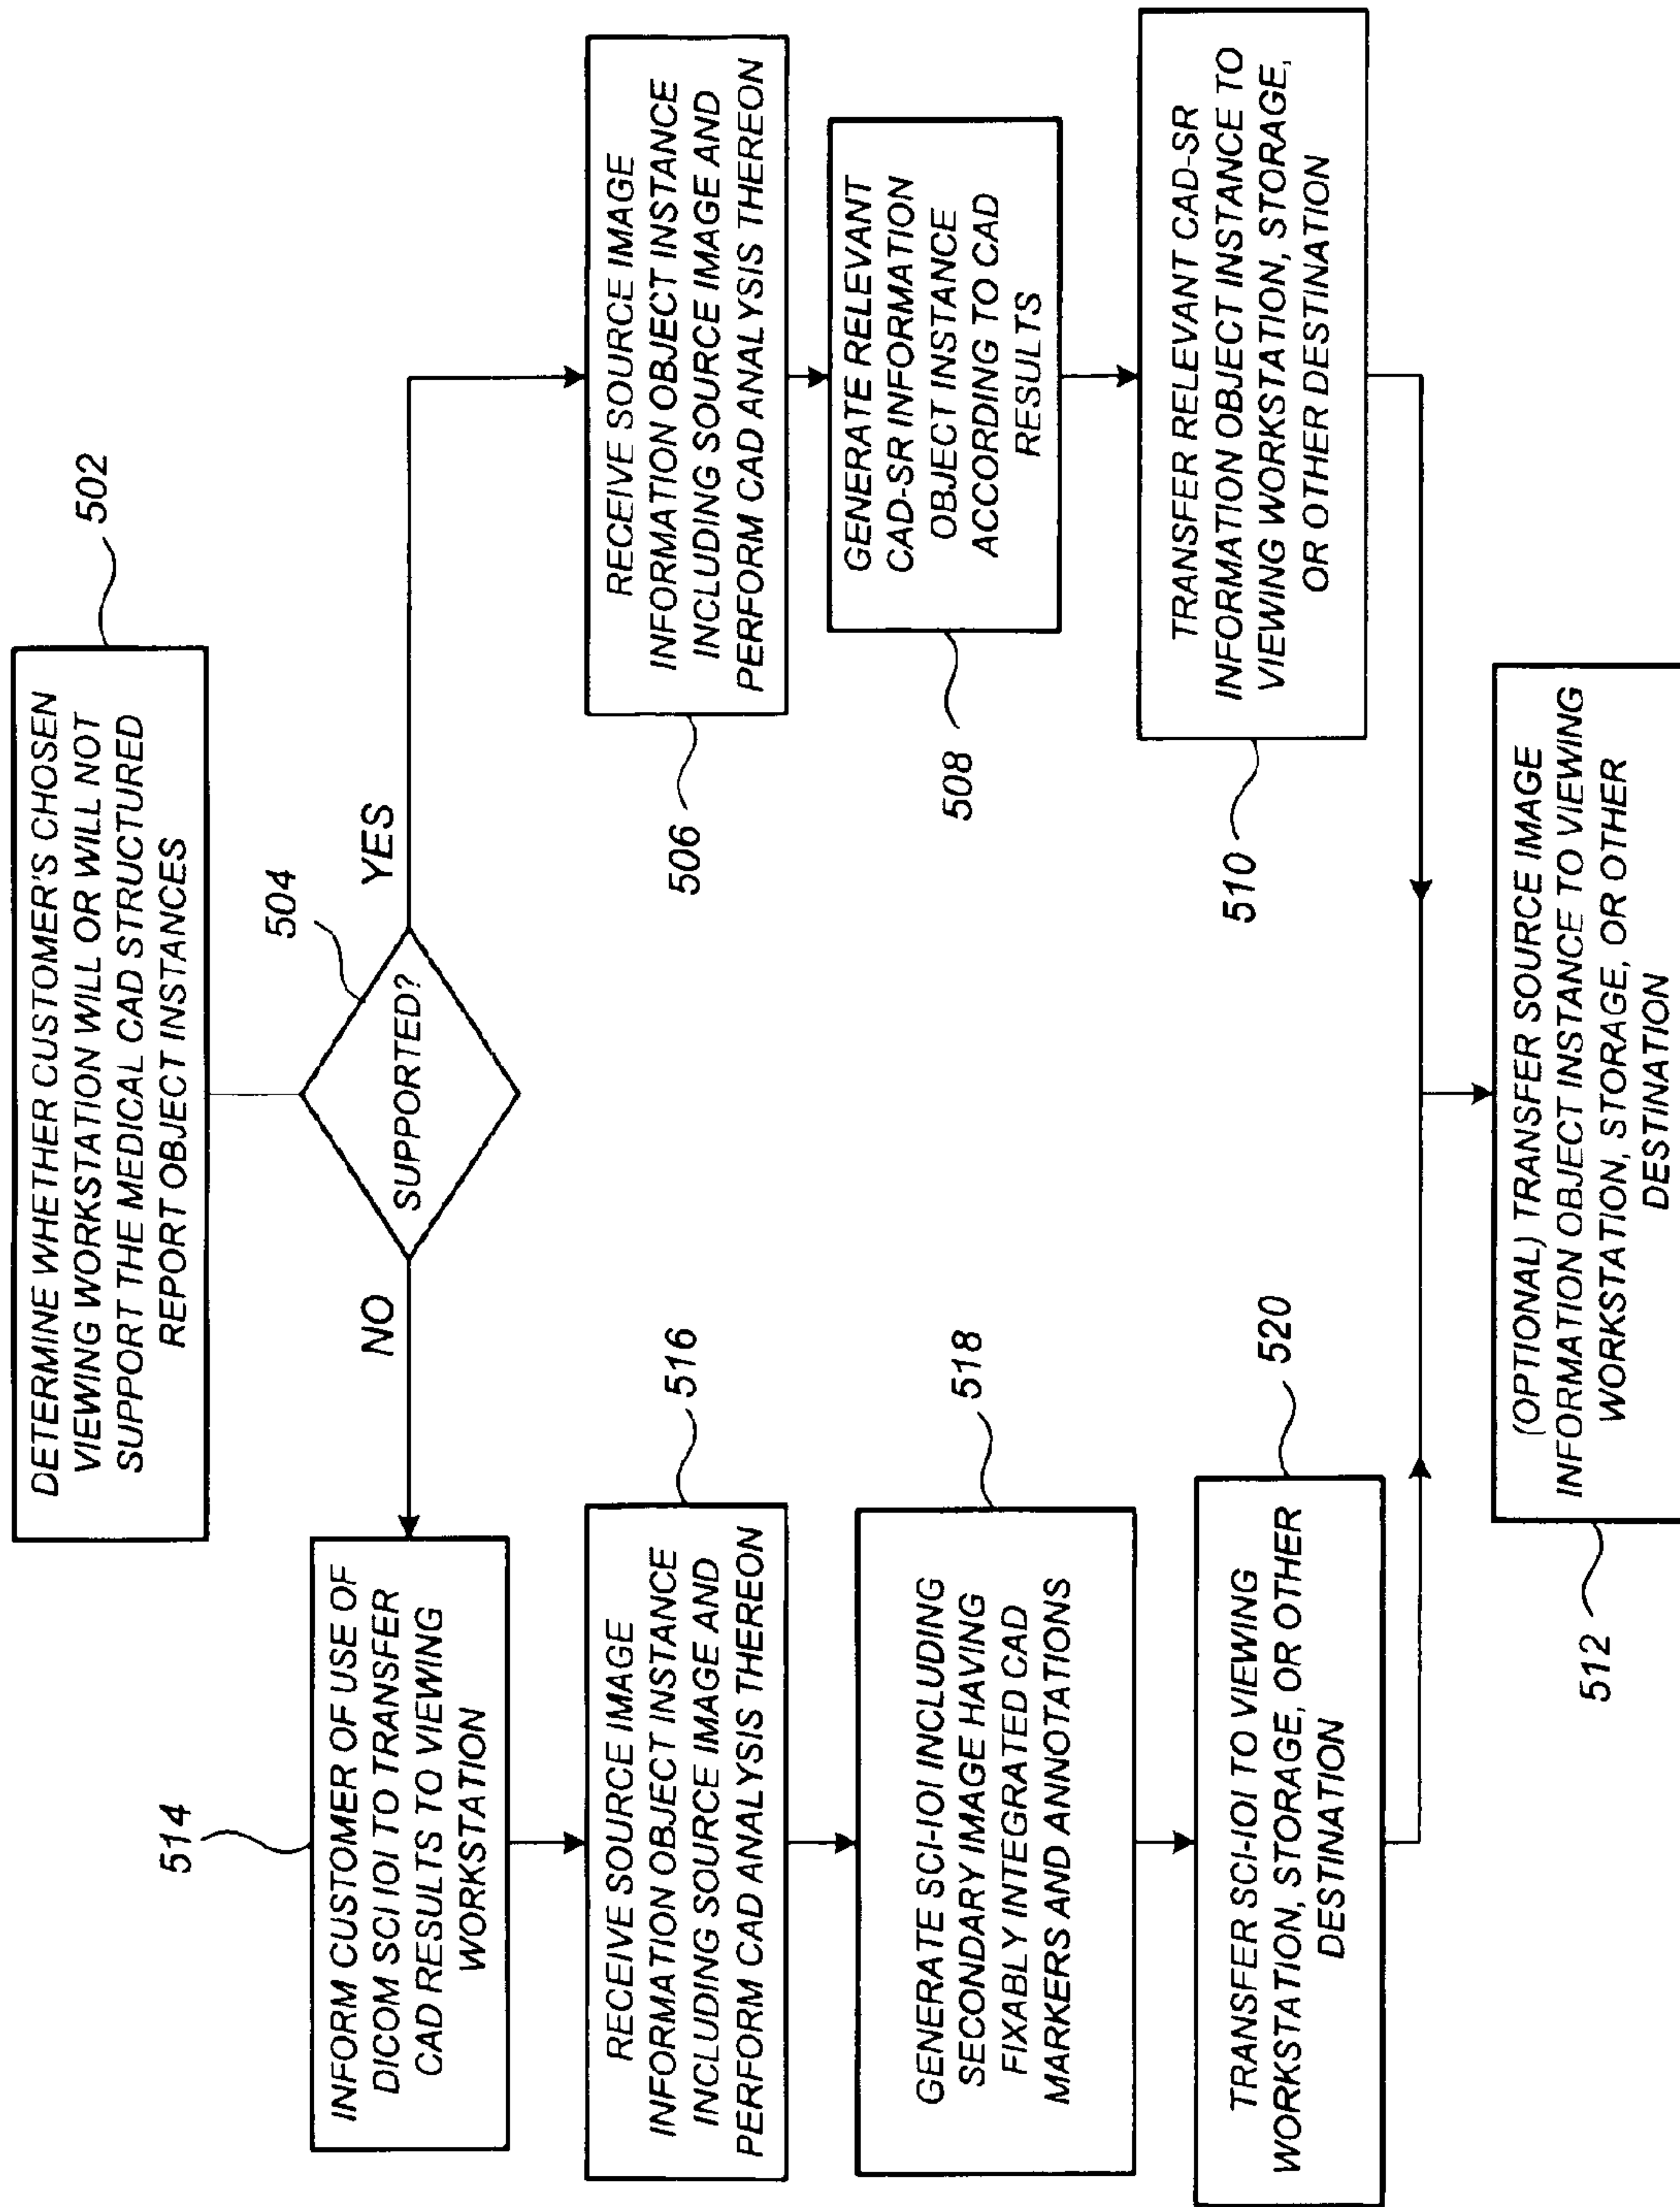 DETERMINE WHETHER CUSTOMER'S CHOSEN
VIEWING WORKSTATION WILL OR WILL NOT
SUPPORT THE MEDICAL CAD STRUCTURED
REPORT OBJECT INSTANCES
502
504
SUPPORTED?
NO
YES
514
INFORM CUSTOMER OF USE OF
DICOM SCI IOI TO TRANSFER
CAD RESULTS TO VIEWING
WORKSTATION
RECEIVE SOURCE IMAGE
INFORMATION OBJECT INSTANCE
INCLUDING SOURCE IMAGE AND
PERFORM CAD ANALYSIS THEREON
516
GENERATE SCI-IOI INCLUDING
SECONDARY IMAGE HAVING
FIXABLY INTEGRATED CAD
MARKERS AND ANNOTATIONS
518
TRANSFER SCI-IOI TO VIEWING
WORKSTATION, STORAGE, OR OTHER
DESTINATION
520
RECEIVE SOURCE IMAGE
INFORMATION OBJECT INSTANCE
INCLUDING SOURCE IMAGE AND
PERFORM CAD ANALYSIS THEREON
506
GENERATE RELEVANT
CAD-SR INFORMATION
OBJECT INSTANCE
ACCORDING TO CAD
RESULTS
508
TRANSFER RELEVANT CAD-SR
INFORMATION OBJECT INSTANCE TO
VIEWING WORKSTATION, STORAGE,
OR OTHER DESTINATION
510
(OPTIONAL) TRANSFER SOURCE IMAGE
INFORMATION OBJECT INSTANCE TO VIEWING
WORKSTATION, STORAGE, OR OTHER
DESTINATION
512